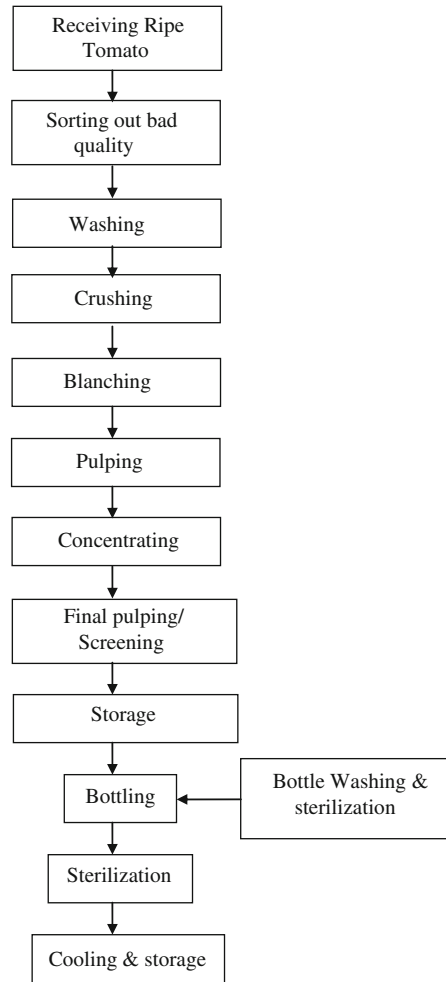 Receiving Ripe
Tomato
Sorting out bad
quality
Washing
Crushing
Blanching
Pulping
Concentrating
Final pulping/
Screening
Storage
Bottling
Bottle Washing &
sterilization
Sterilization
Cooling & storage